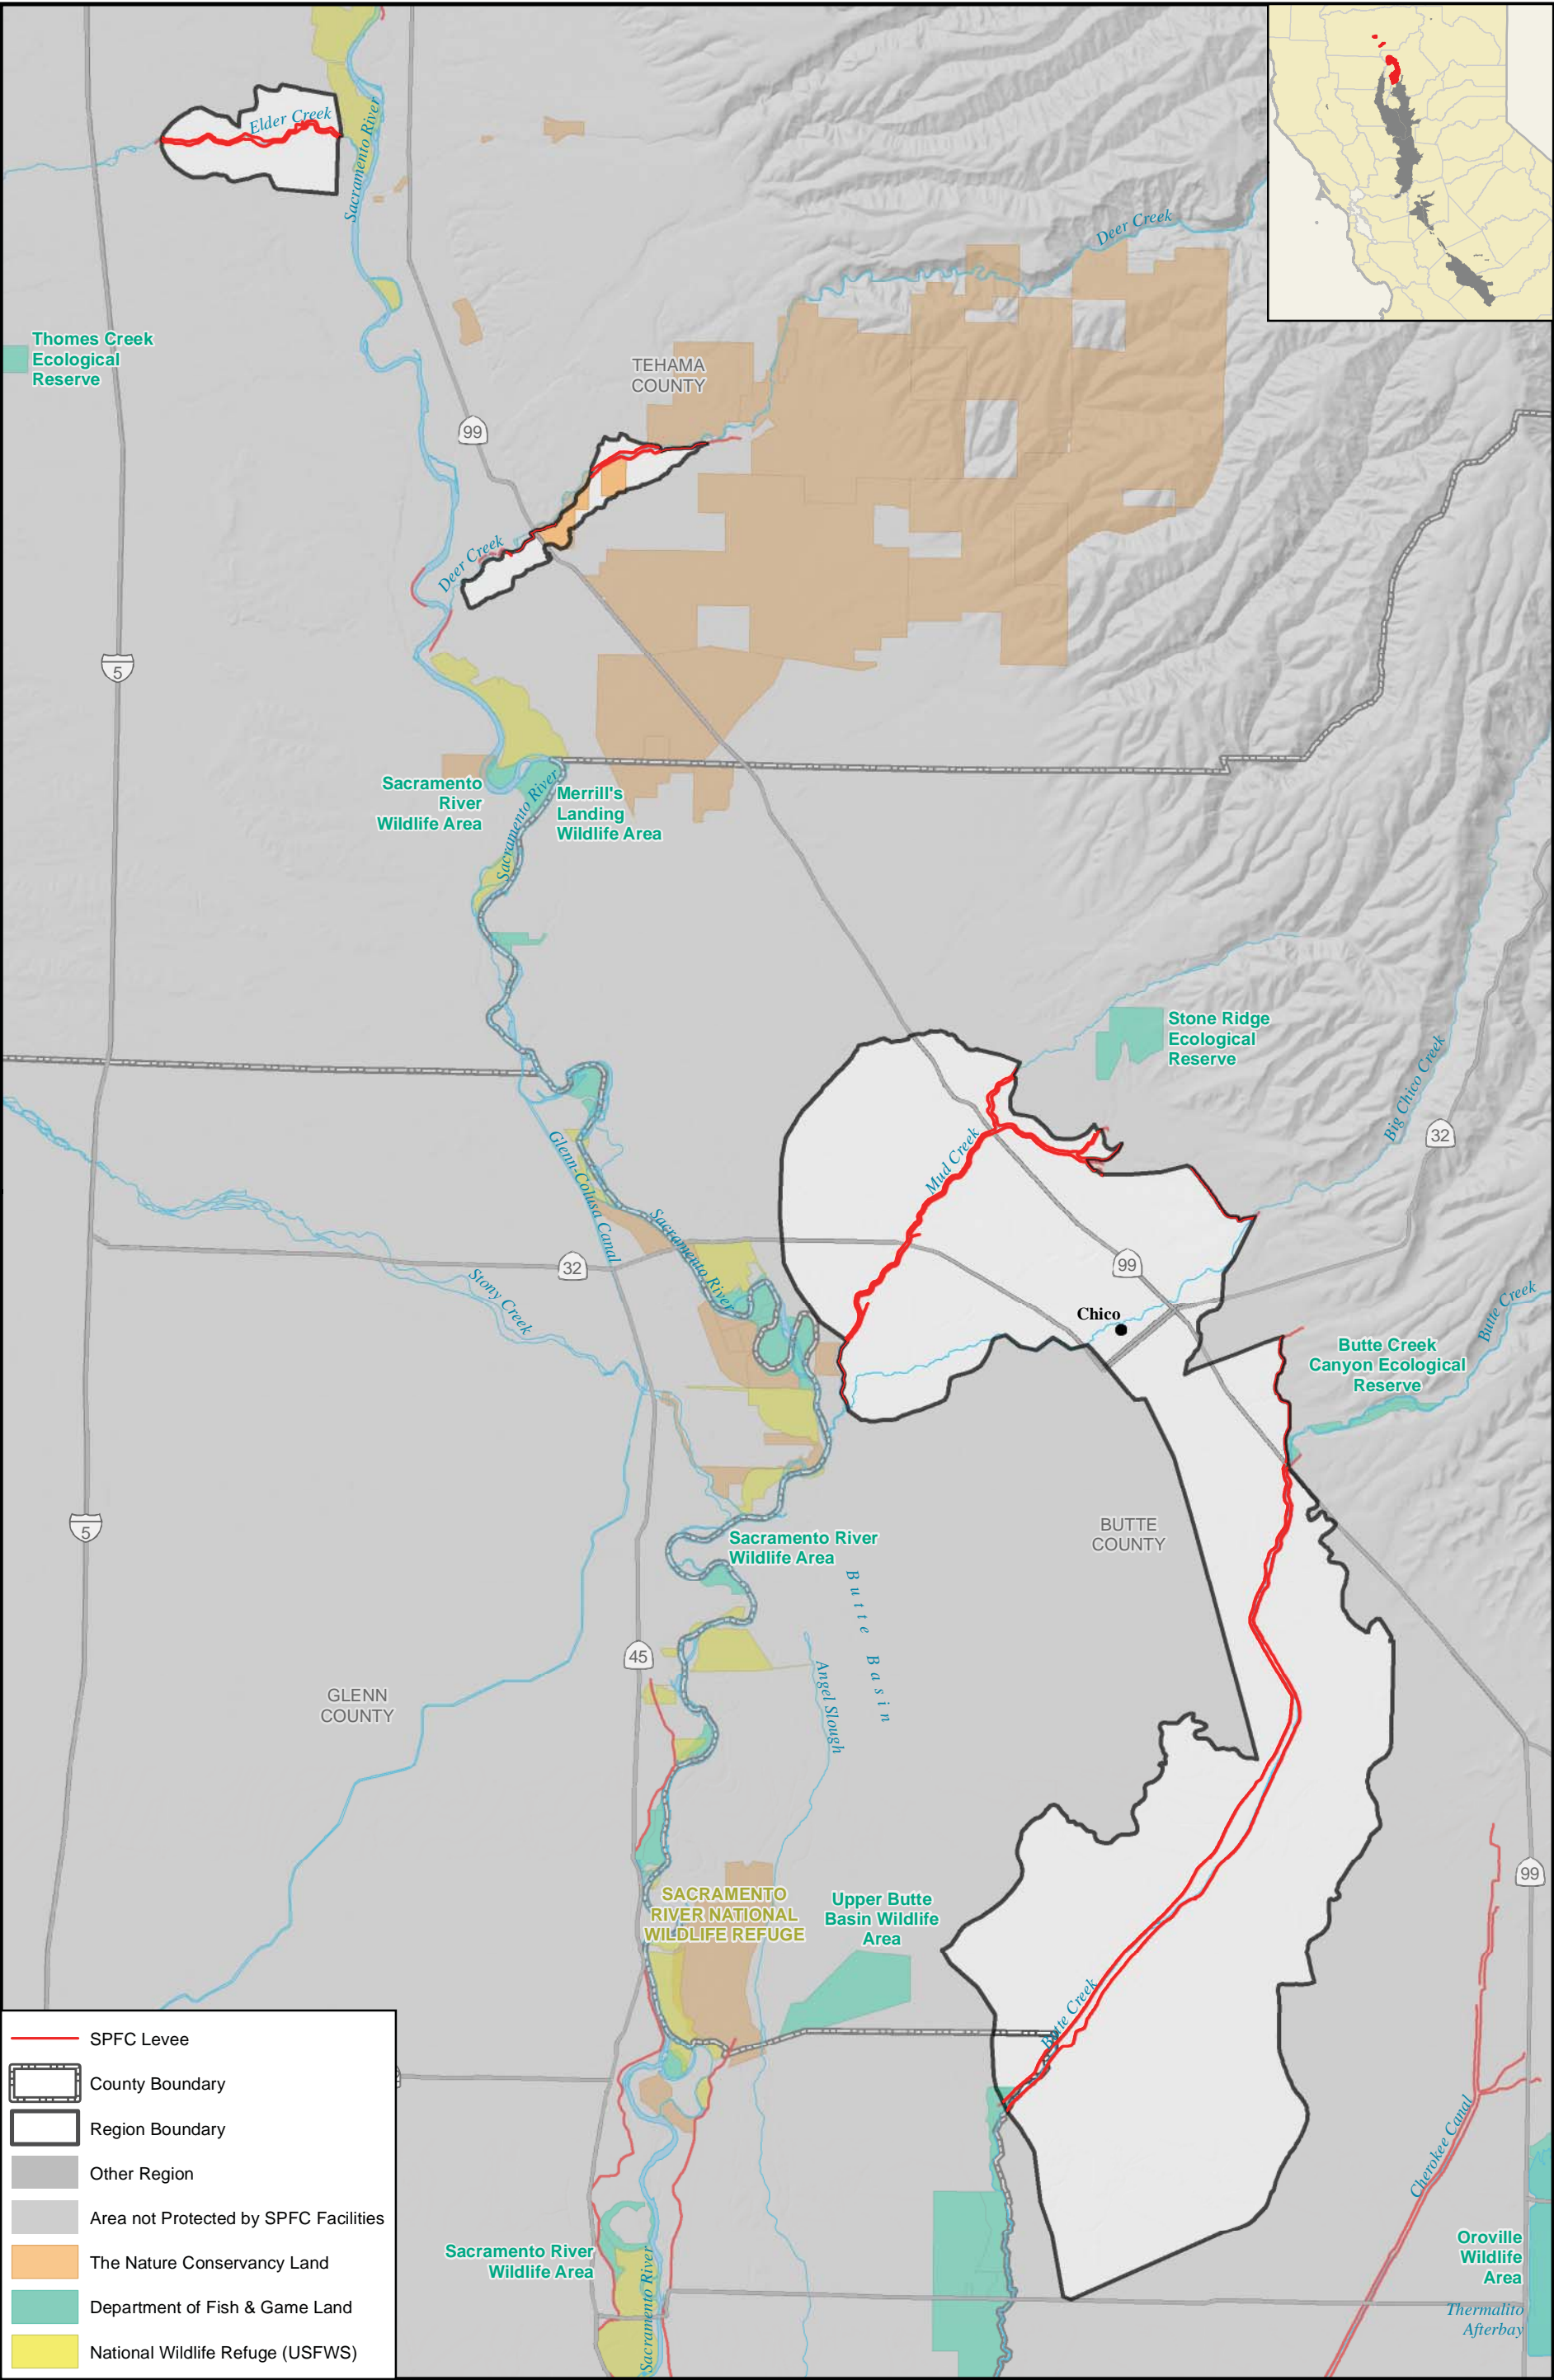 Elder Creek
Sacramento River
Deer Creek
Thomes Creek
Ecological
Reserve
TEHAMA
COUNTY
99
Deer Creek
5
Sacramento
River
Wildlife Area
Sacramento River
Merrill's
Landing
Wildlife Area
Stone Ridge
Ecological
Reserve
Big Chico Creek
32
Mud Creek
Glenn-Colusa Canal
Sacramento River
32
99
Stony Creek
Chico
Butte Creek
Butte Creek
Canyon Ecological
Reserve
5
BUTTE
COUNTY
Sacramento River
Wildlife Area
Butte Basin
45
Angel Slough
GLENN
COUNTY
99
SACRAMENTO
RIVER NATIONAL
WILDLIFE REFUGE
Upper Butte
Basin Wildlife
Area
Butte Creek
Cherokee Canal
Sacramento River
Wildlife Area
Sacramento River
Oroville
Wildlife
Area
Thermalito
Afterbay
SPFC Levee
County Boundary
Region Boundary
Other Region
Area not Protected by SPFC Facilities
The Nature Conservancy Land
Department of Fish & Game Land
National Wildlife Refuge (USFWS)